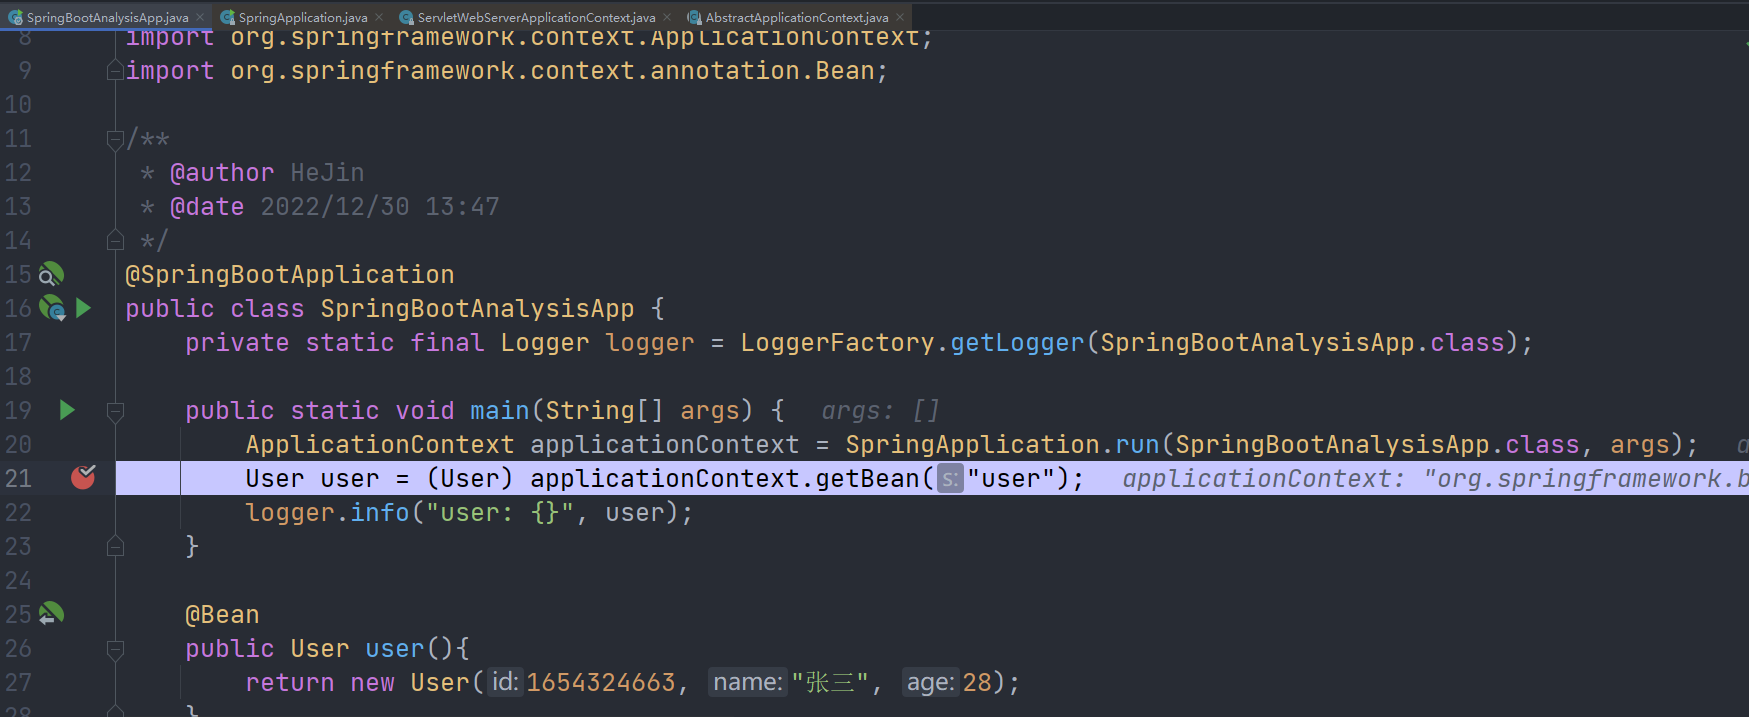 SpringBootAnalysisApp.java SpringApplication.java ServletWebServerApplicationContext.java AbstractApplicationContext.java
8 import org.springframework.context.ApplicationContext;
9 import org.springframework.context.annotation.Bean;
10
11 /**
12 * @author HeJin
13 * @date 2022/12/30 13:47
14 */
15 @SpringBootApplication
16 public class SpringBootAnalysisApp {
17 private static final Logger logger = LoggerFactory.getLogger(SpringBootAnalysisApp.class);
18
19 public static void main(String[] args) { args: []
20 ApplicationContext applicationContext = SpringApplication.run(SpringBootAnalysisApp.class, args); a
21 User user = (User) applicationContext.getBean( s: "user"); applicationContext: "org.springframework.b
22 logger.info("user: {}", user);
23 }
24
25 @Bean
26 public User user(){
27 return new User( id: 1654324663, name: "张三", age: 28);
28 }